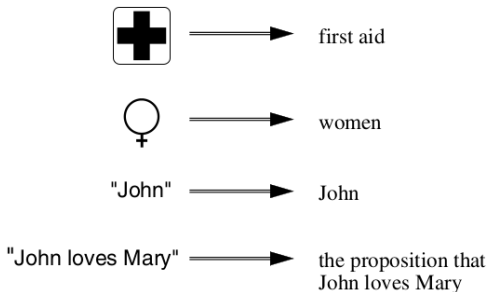 first aid
women
"John" John
"John loves Mary" the proposition that
John loves Mary